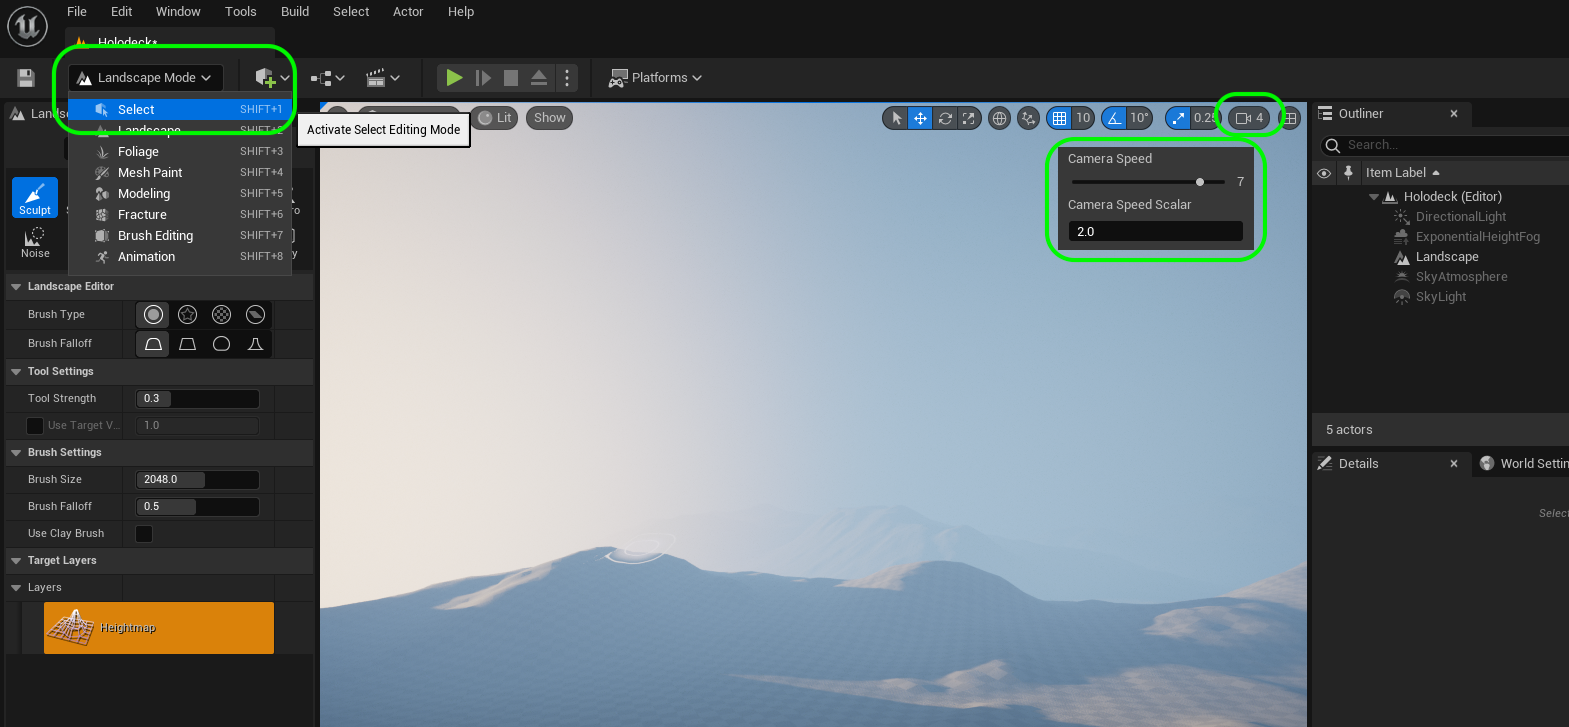 File Edit Window Tools Build Select Actor Help
Holodeck*
Landscape Mode
Platforms
Select SHIFT+1
Landscape SHIFT+2
Foliage SHIFT+3
Mesh Paint SHIFT+4
Modeling SHIFT+5
Fracture SHIFT+6
Brush Editing SHIFT+7
Animation SHIFT+8
Activate Select Editing Mode
Sculpt
Noise
Landscape Editor
Brush Type
Brush Falloff
Tool Settings
Tool Strength 0.3
Use Target V... 1.0
Brush Settings
Brush Size 2048.0
Brush Falloff 0.5
Use Clay Brush
Target Layers
Layers
Heightmap
Lit Show
10 10° 0.25 4
Camera Speed
7
Camera Speed Scalar
2.0
Outliner
Search...
Item Label
Holodeck (Editor)
DirectionalLight
ExponentialHeightFog
Landscape
SkyAtmosphere
SkyLight
5 actors
Details World Settin
Select